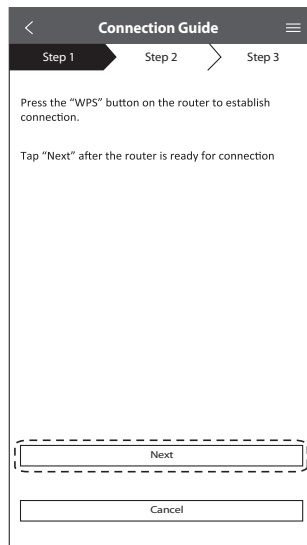 Connection Guide
Step 1 Step 2 Step 3
Press the “WPS” button on the router to establish
connection.
Tap “Next” after the router is ready for connection
Next
Cancel